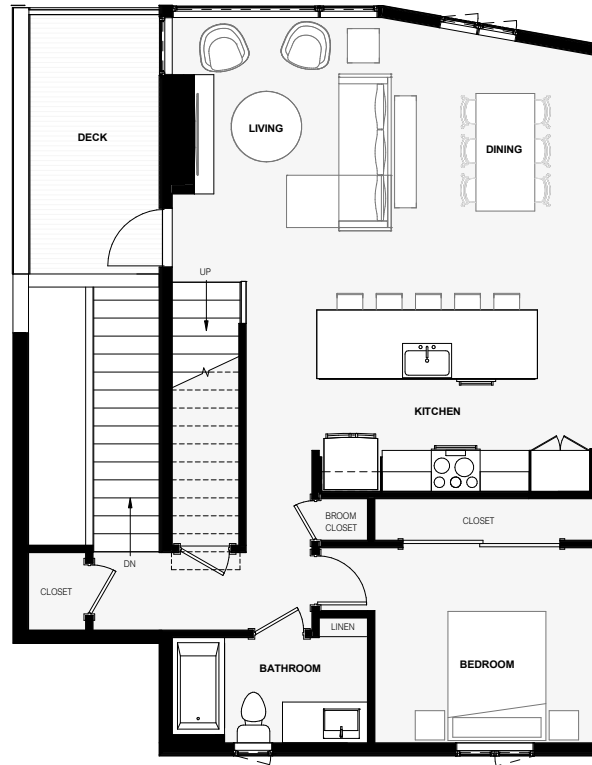 DECK
LIVING
DINING
UP
KITCHEN
BROOM
CLOSET
CLOSET
DN
CLOSET
LINEN
BATHROOM
BEDROOM